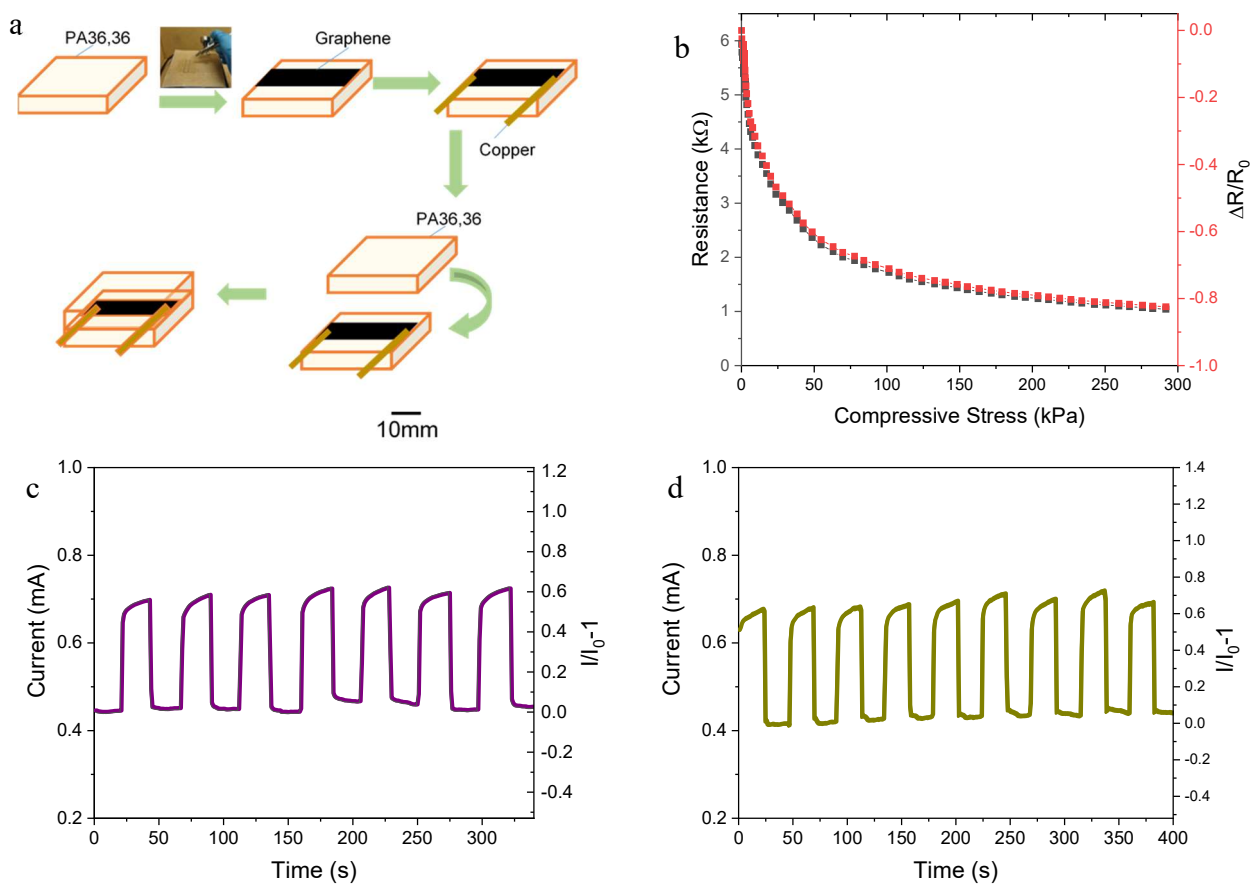 a
PA36,36
Graphene
Copper
PA36,36
10mm
b
Resistance (kΩ)
6
5
4
3
2
1
0
0.0
-0.2
-0.4
-0.6
-0.8
-1.0
ΔR/R₀
0 50 100 150 200 250 300
Compressive Stress (kPa)
c
Current (mA)
1.0
0.8
0.6
0.4
0.2
1.2
1.0
0.8
0.6
0.4
0.2
0.0
-0.2
-0.4
I/I₀-1
0 50 100 150 200 250 300
Time (s)
d
Current (mA)
1.0
0.8
0.6
0.4
0.2
1.4
1.2
1.0
0.8
0.6
0.4
0.2
0.0
-0.2
-0.4
I/I₀-1
0 50 100 150 200 250 300 350 400
Time (s)